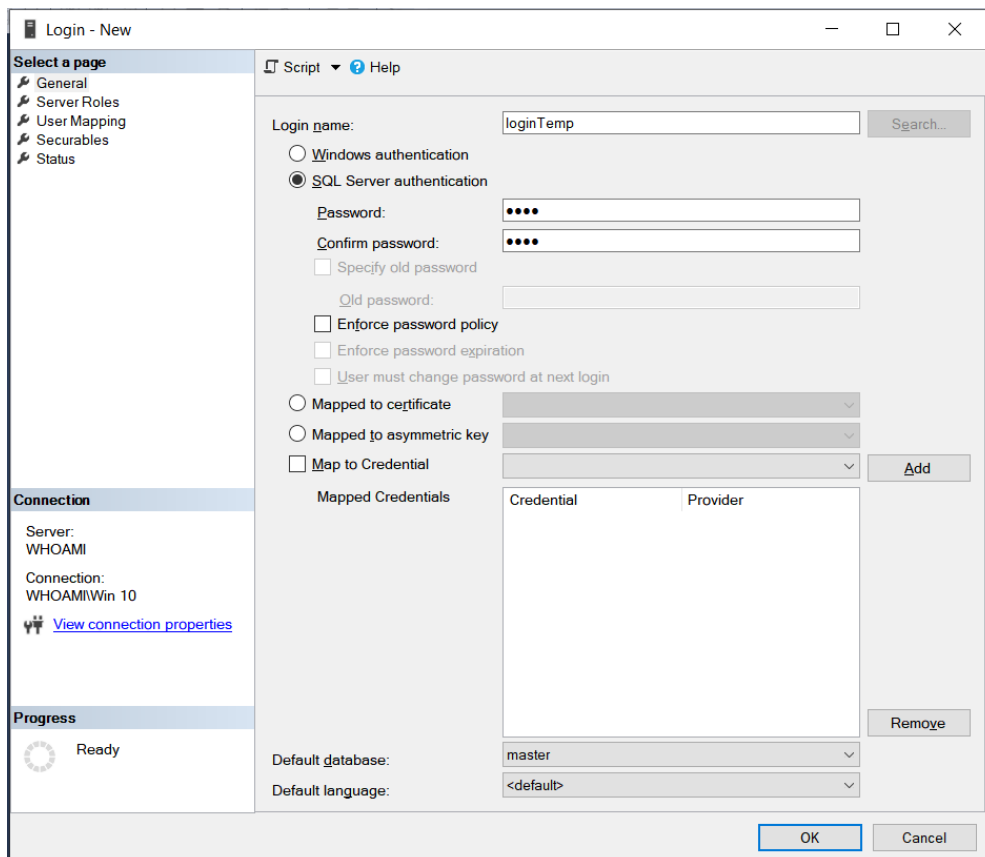 Login - New
Select a page
General
Server Roles
User Mapping
Securables
Status
Script
Help
Login name:
loginTemp
Search...
Windows authentication
SQL Server authentication
Password:
••••
Confirm password:
••••
Specify old password
Old password:
Enforce password policy
Enforce password expiration
User must change password at next login
Mapped to certificate
Mapped to asymmetric key
Map to Credential
Add
Mapped Credentials
Credential
Provider
Remove
Default database:
master
Default language:
<default>
Connection
Server:
WHOAMI
Connection:
WHOAMI\Win 10
View connection properties
Progress
Ready
OK
Cancel